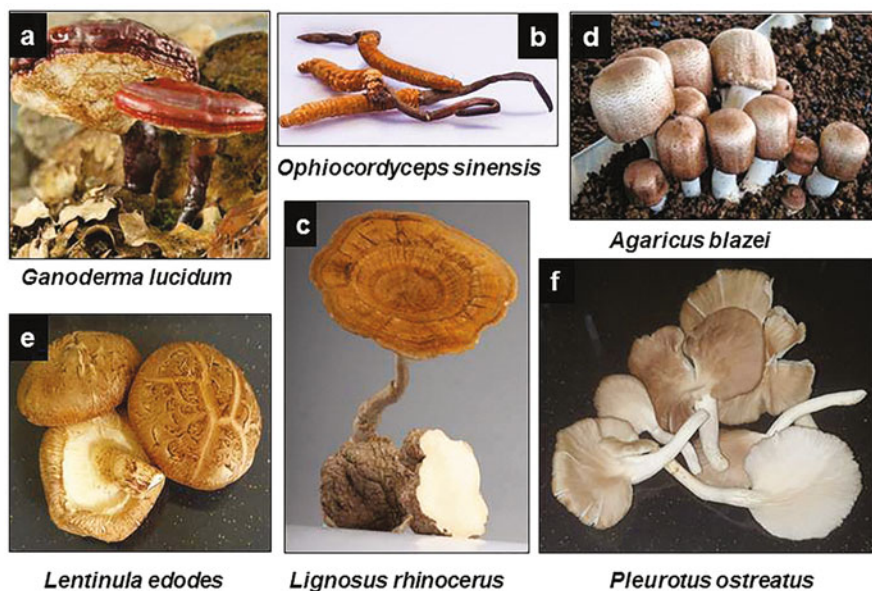 a
Ganoderma lucidum
b
Ophiocordyceps sinensis
c
Lignosus rhinocerus
d
Agaricus blazei
e
Lentinula edodes
f
Pleurotus ostreatus